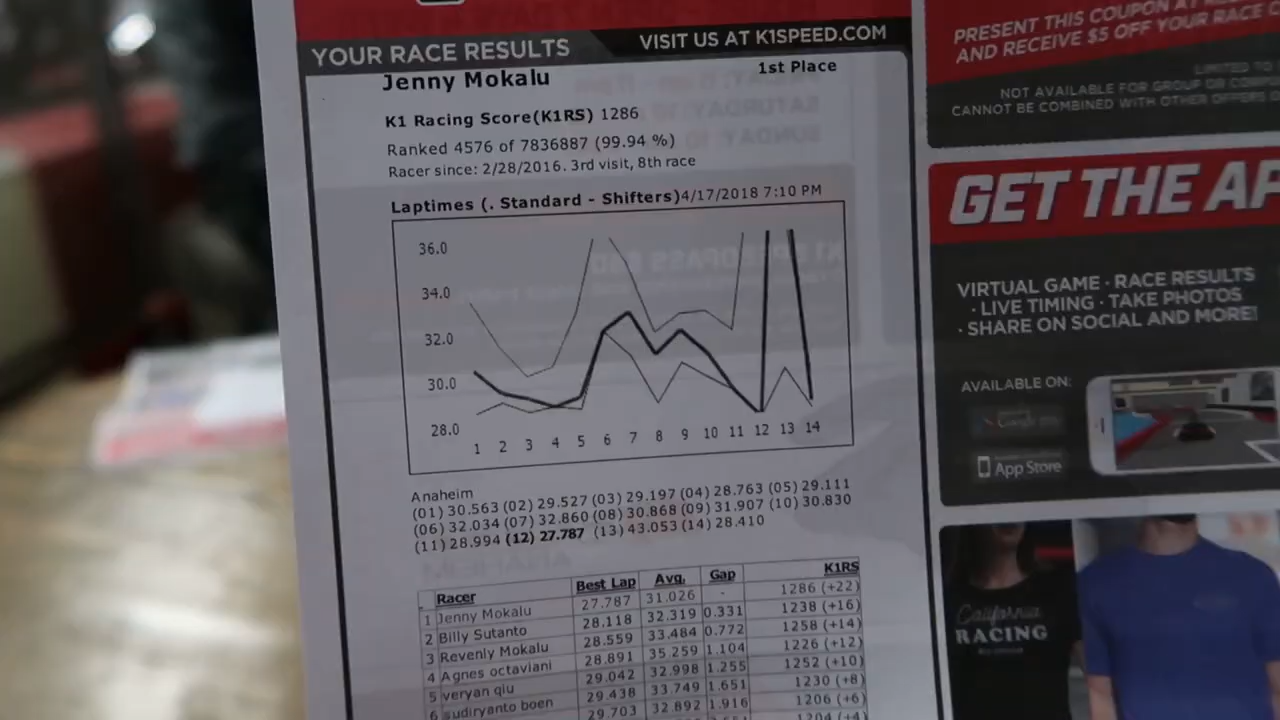 YOUR RACE RESULTS
VISIT US AT K1SPEED.COM
Jenny Mokalu
1st Place
K1 Racing Score(K1RS) 1286
Ranked 4576 of 7836887 (99.94 %)
Racer since: 2/28/2016. 3rd visit, 8th race
Laptimes (. Standard - Shifters)4/17/2018 7:10 PM
36.0
34.0
32.0
30.0
28.0
1 2 3 4 5 6 7 8 9 10 11 12 13 14
Anaheim
(01) 30.563 (02) 29.527 (03) 29.197 (04) 28.763 (05) 29.111
(06) 32.034 (07) 32.860 (08) 30.868 (09) 31.907 (10) 30.830
(11) 28.994 (12) 27.787 (13) 43.053 (14) 28.410
Racer Best Lap Avg. Gap K1RS
1 Jenny Mokalu 27.787 31.026 - 1286 (+22)
2 Billy Sutanto 28.118 32.319 0.331 1238 (+16)
3 Revenly Mokalu 28.559 33.484 0.772 1258 (+14)
4 Agnes octaviani 28.891 35.259 1.104 1226 (+12)
5 veryan qiu 29.042 32.998 1.255 1252 (+10)
6 sudiryanto boen 29.438 33.749 1.651 1230 (+8)
29.703 32.892 1.916 1206 (+6)
1204 (+4)
PRESENT THIS COUPON AT
AND RECEIVE $5 OFF YOUR RACE
LIMITED TO
NOT AVAILABLE FOR GROUP OR
CANNOT BE COMBINED WITH OTHER OFFERS
GET THE AP
VIRTUAL GAME · RACE RESULTS
· LIVE TIMING · TAKE PHOTOS
· SHARE ON SOCIAL AND MORE!
AVAILABLE ON:
App Store
California
RACING